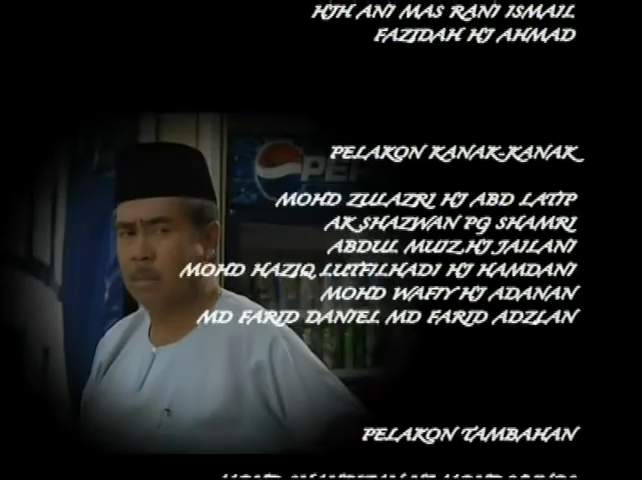 HJH ANI MAS RANI ISMAIL
FAZIDAH HJ AHMAD
PELAKON KANAK-KANAK
MOHD ZULAZRI HJ ABD LATIP
AK SHAZWAN PG SHAMRI
ABDUL MUIZ HJ JAILANI
MOHD HAZIQ LUTFILHADI HJ HAMDANI
MOHD WAFIY HJ ADANAN
MD FARID DANIEL MD FARID ADZLAN
PELAKON TAMBAHAN